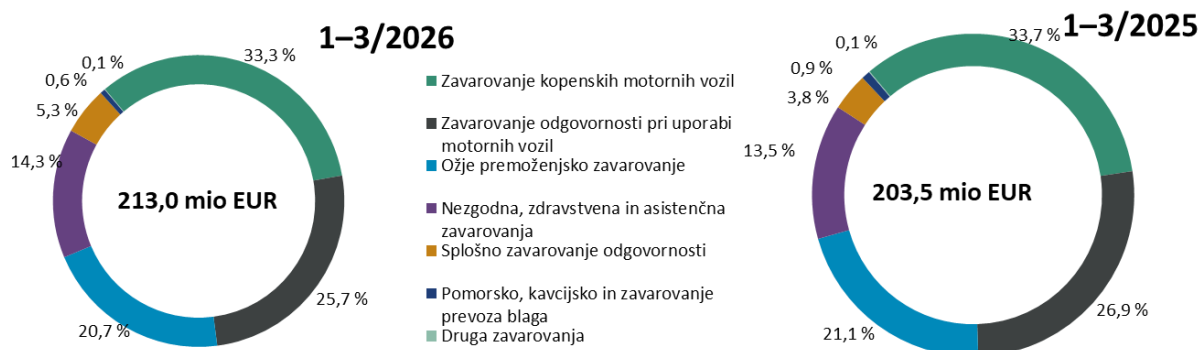 1–3/2026
33,3 %
0,1 %
0,6 %
5,3 %
14,3 %
213,0 mio EUR
25,7 %
20,7 %
Zavarovanje kopenskih motornih vozil
Zavarovanje odgovornosti pri uporabi
motornih vozil
Ožje premoženjsko zavarovanje
Nezgodna, zdravstvena in asistenčna
zavarovanja
Splošno zavarovanje odgovornosti
Pomorsko, kavcijsko in zavarovanje
prevoza blaga
Druga zavarovanja
1–3/2025
33,7 %
0,1 %
0,9 %
3,8 %
13,5 %
203,5 mio EUR
26,9 %
21,1 %